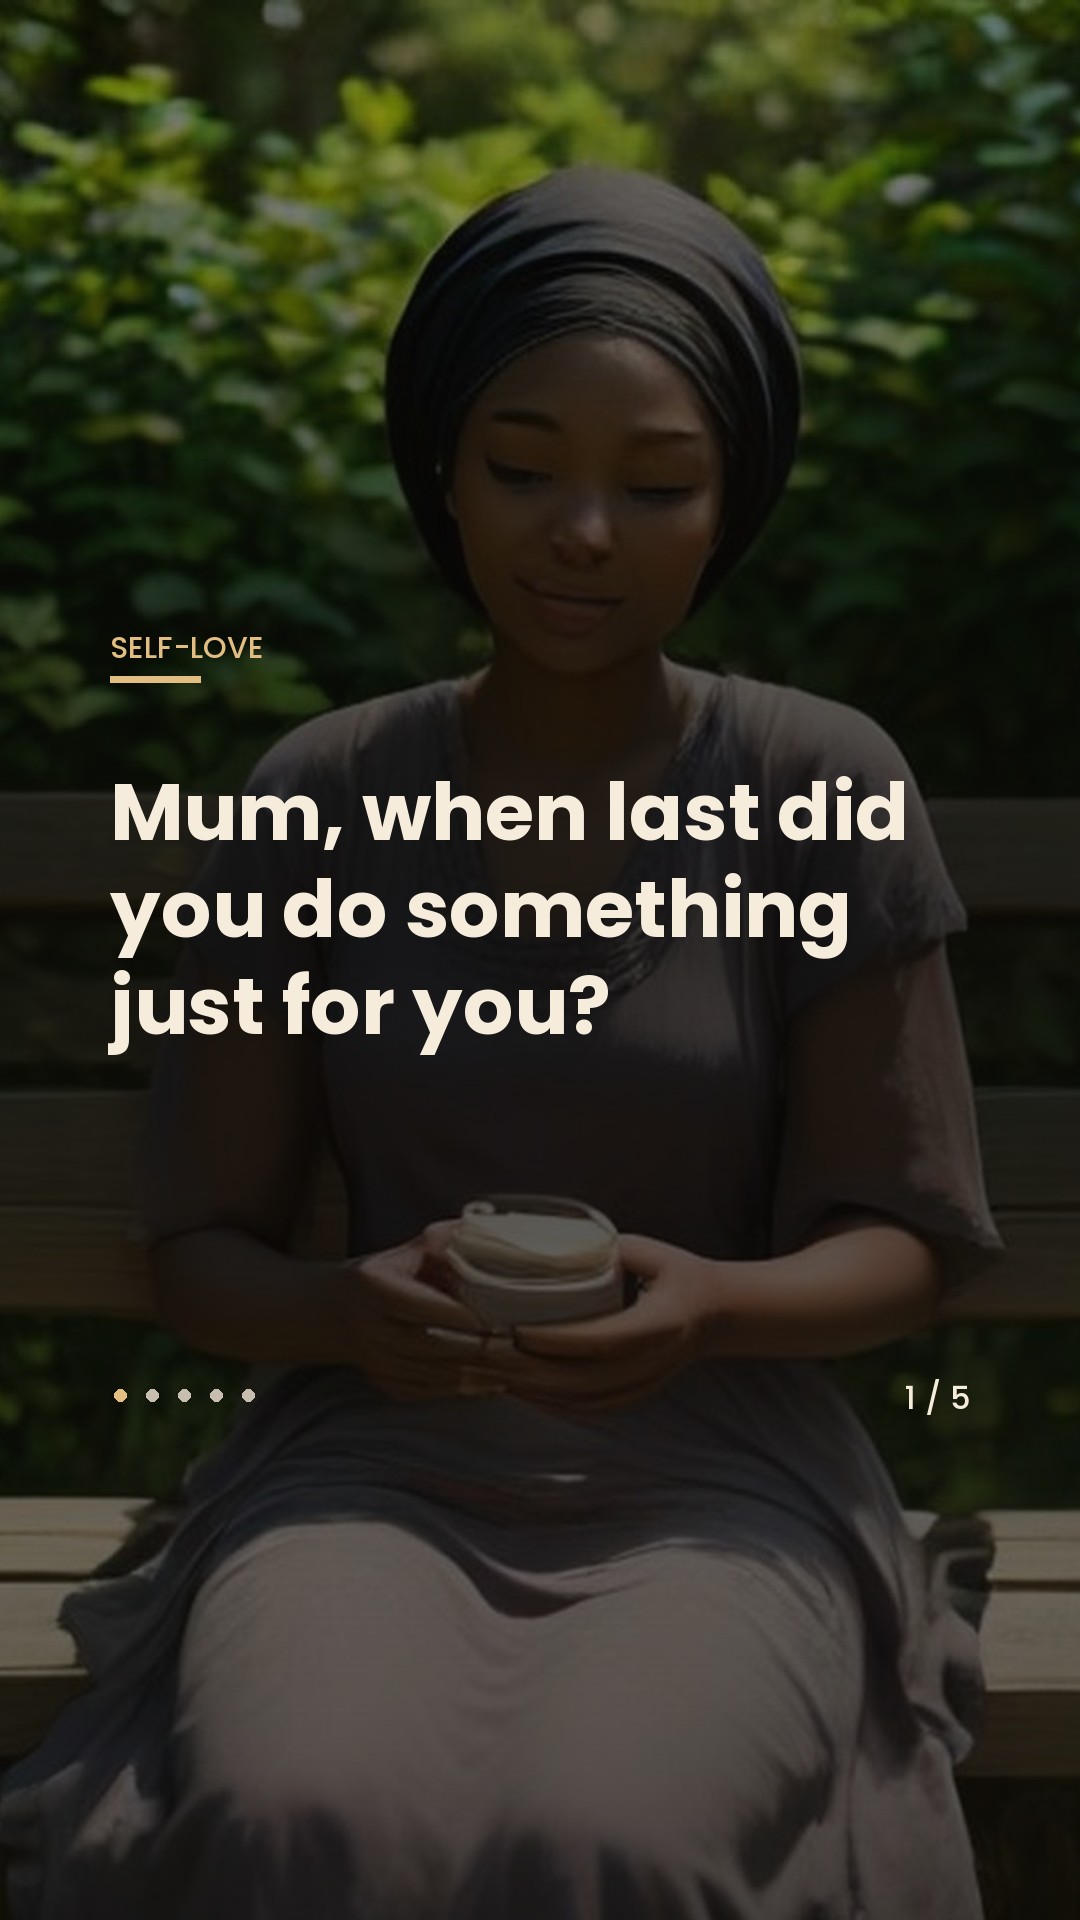 SELF-LOVE
Mum, when last did
you do something
just for you?
1 / 5